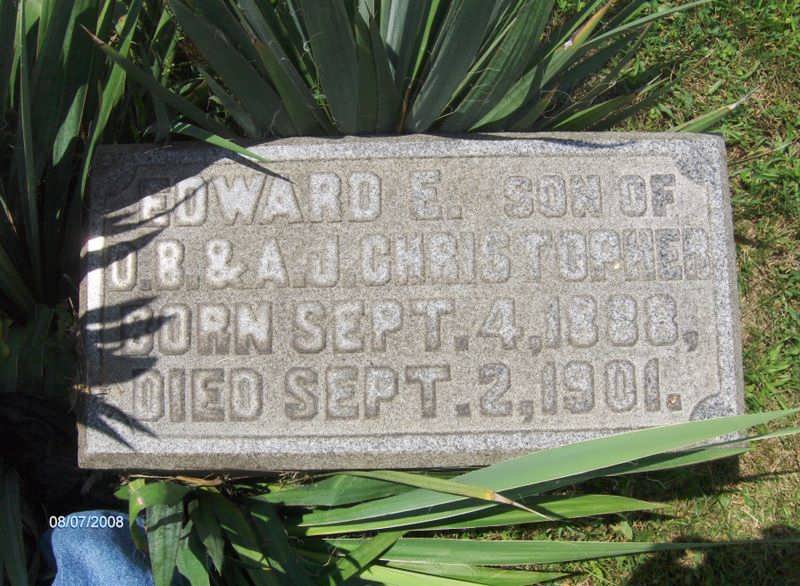 EDWARD E. SON OF
J.B. & A.J. CHRISTOPHER
BORN SEPT. 4, 1888,
DIED SEPT. 2, 1901.
08/07/2008